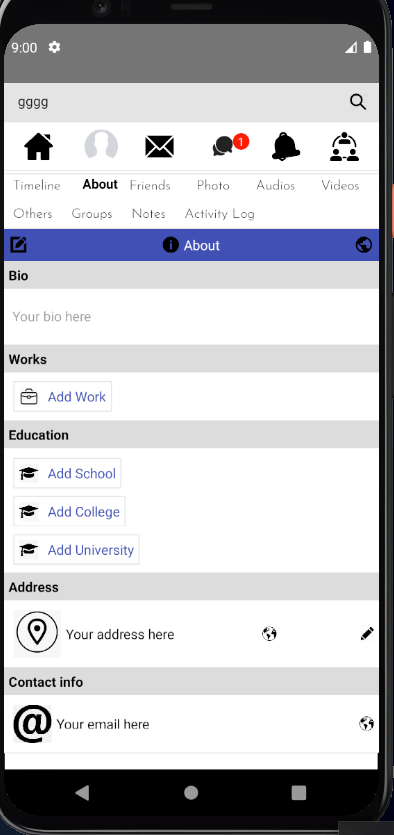 9:00
gggg
1
Timeline About Friends Photo Audios Videos
Others Groups Notes Activity Log
About
Bio
Your bio here
Works
Add Work
Education
Add School
Add College
Add University
Address
Your address here
Contact info
@ Your email here